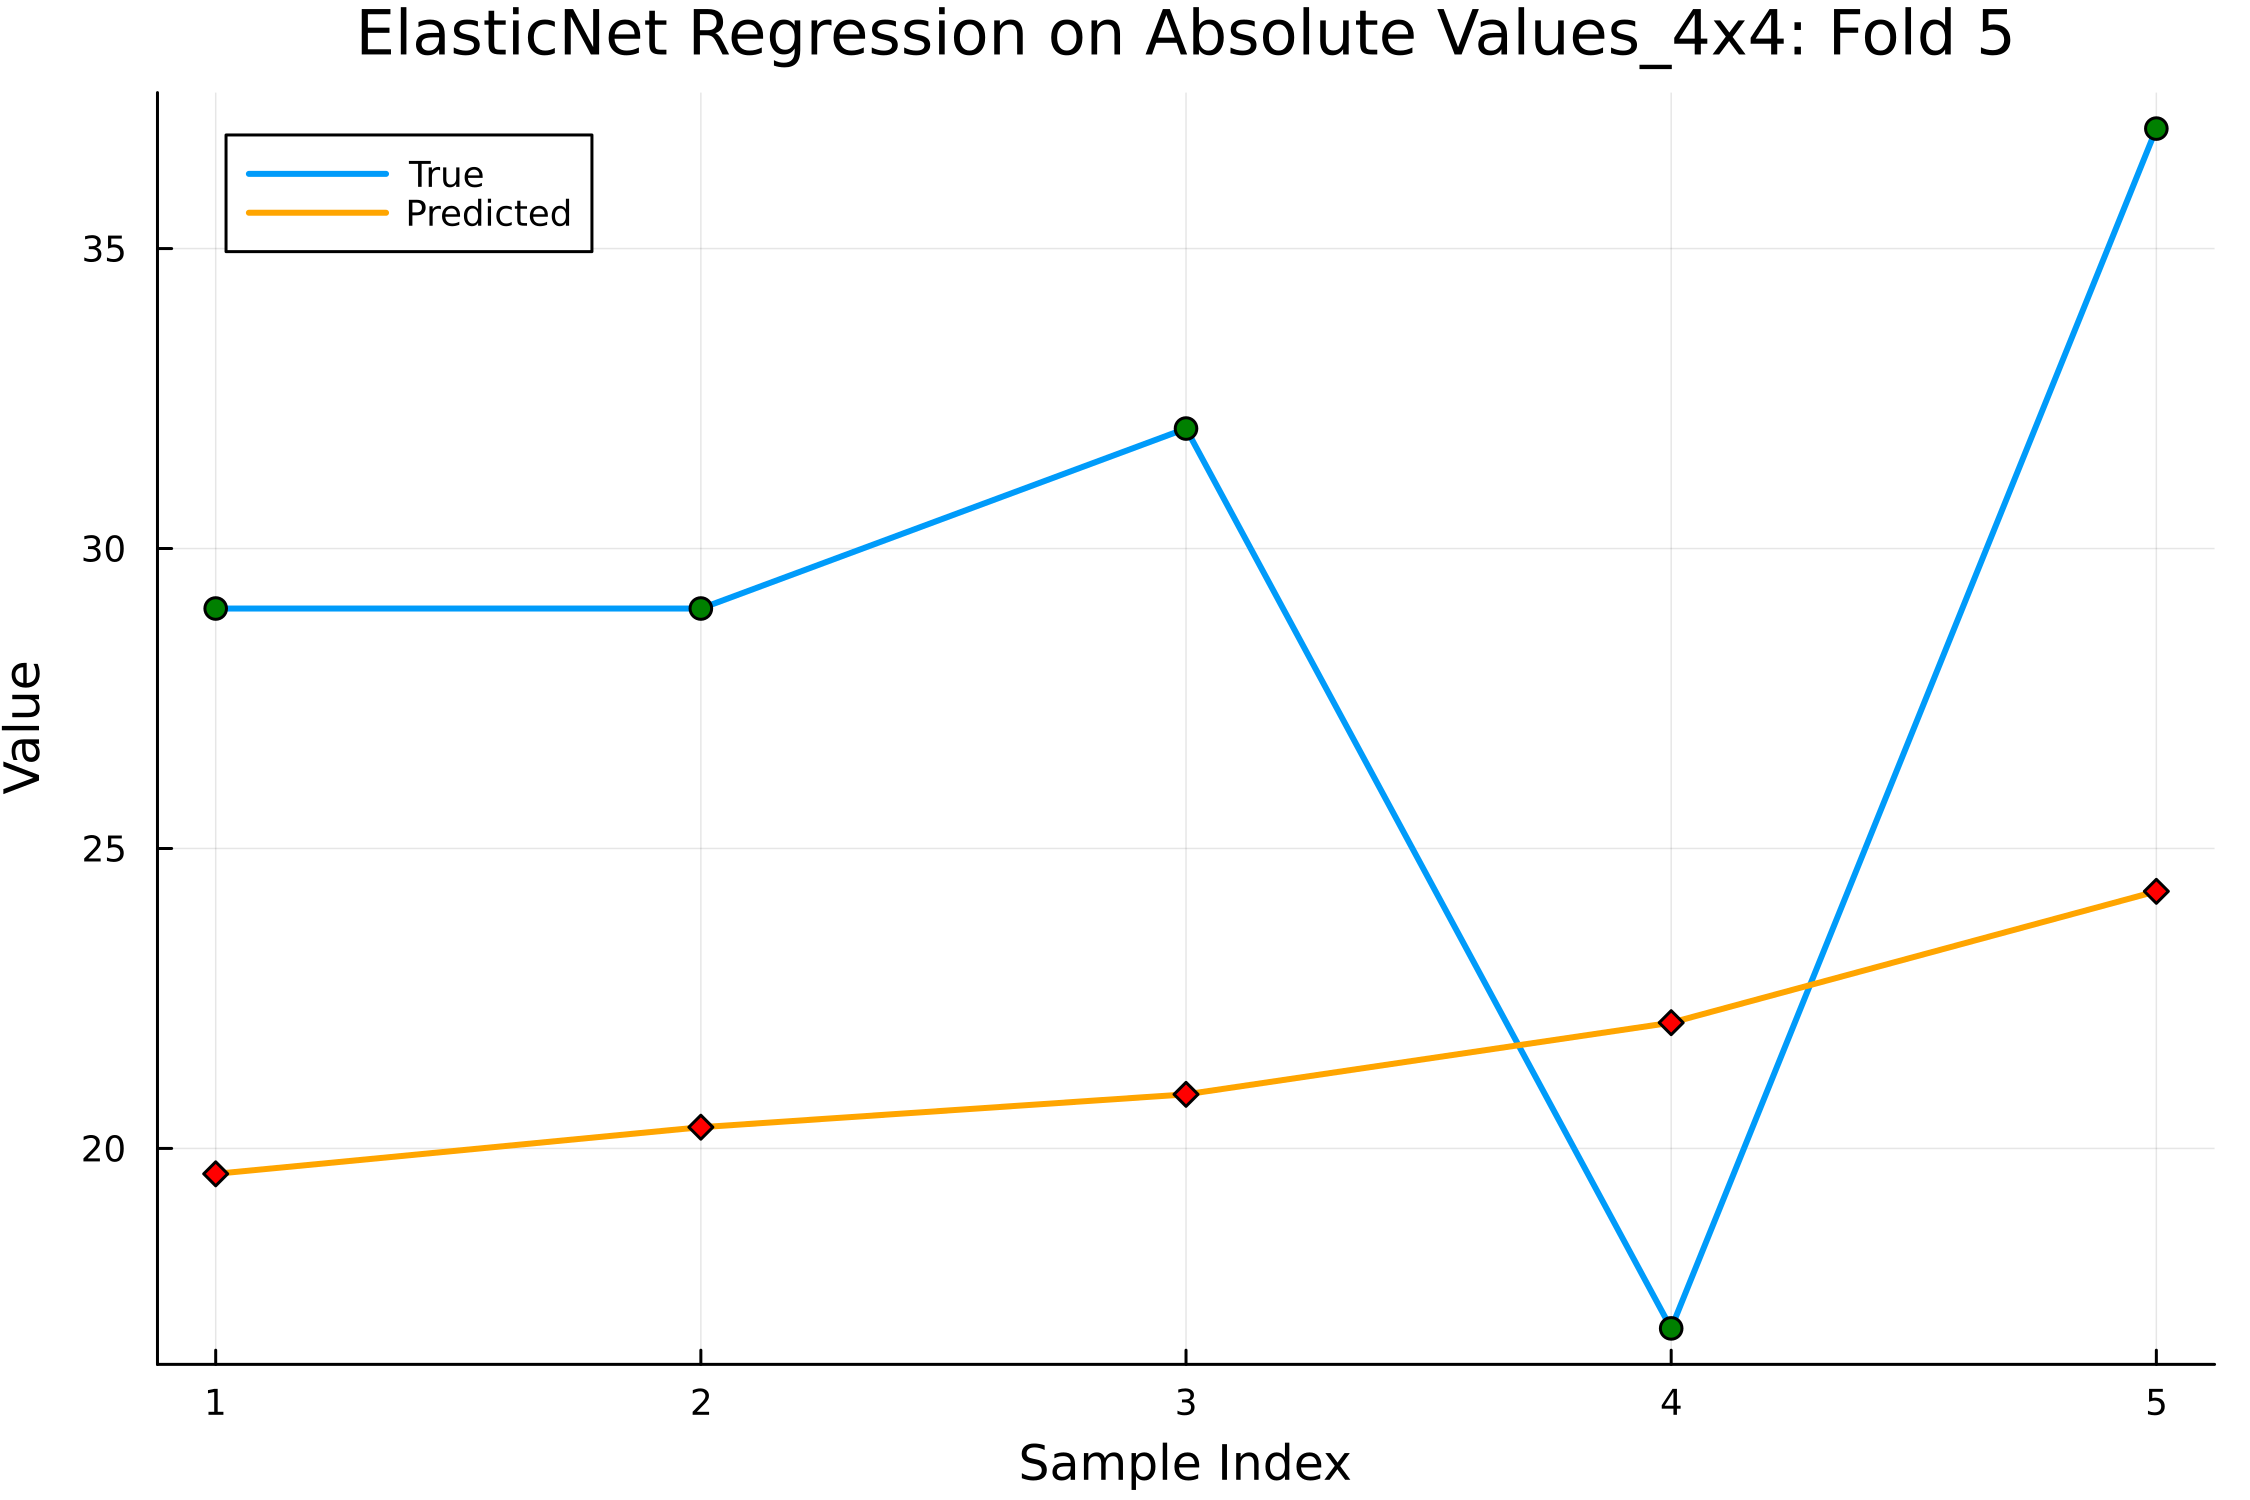 ElasticNet Regression on Absolute Values_4x4: Fold 5
True
Predicted
35
30
25
20
Value
1 2 3 4 5
Sample Index